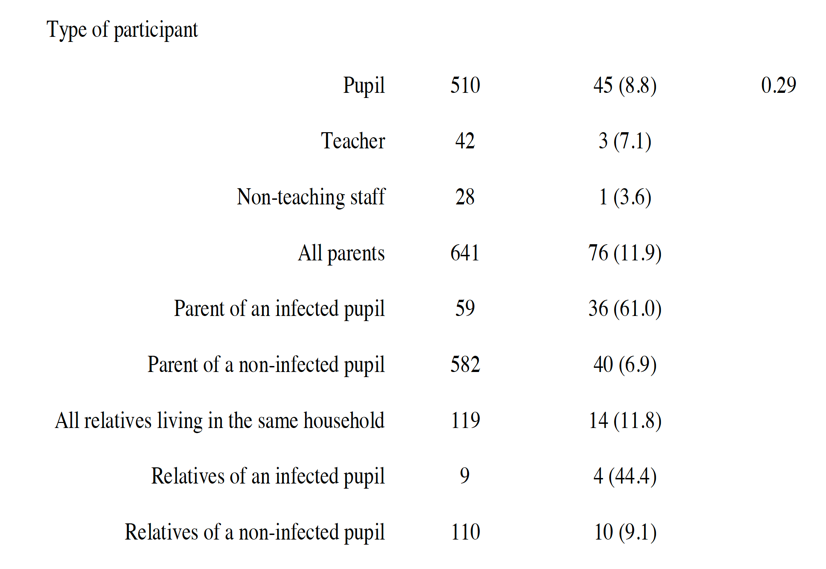 Type of participant
Pupil 510 45 (8.8) 0.29
Teacher 42 3 (7.1)
Non-teaching staff 28 1 (3.6)
All parents 641 76 (11.9)
Parent of an infected pupil 59 36 (61.0)
Parent of a non-infected pupil 582 40 (6.9)
All relatives living in the same household 119 14 (11.8)
Relatives of an infected pupil 9 4 (44.4)
Relatives of a non-infected pupil 110 10 (9.1)